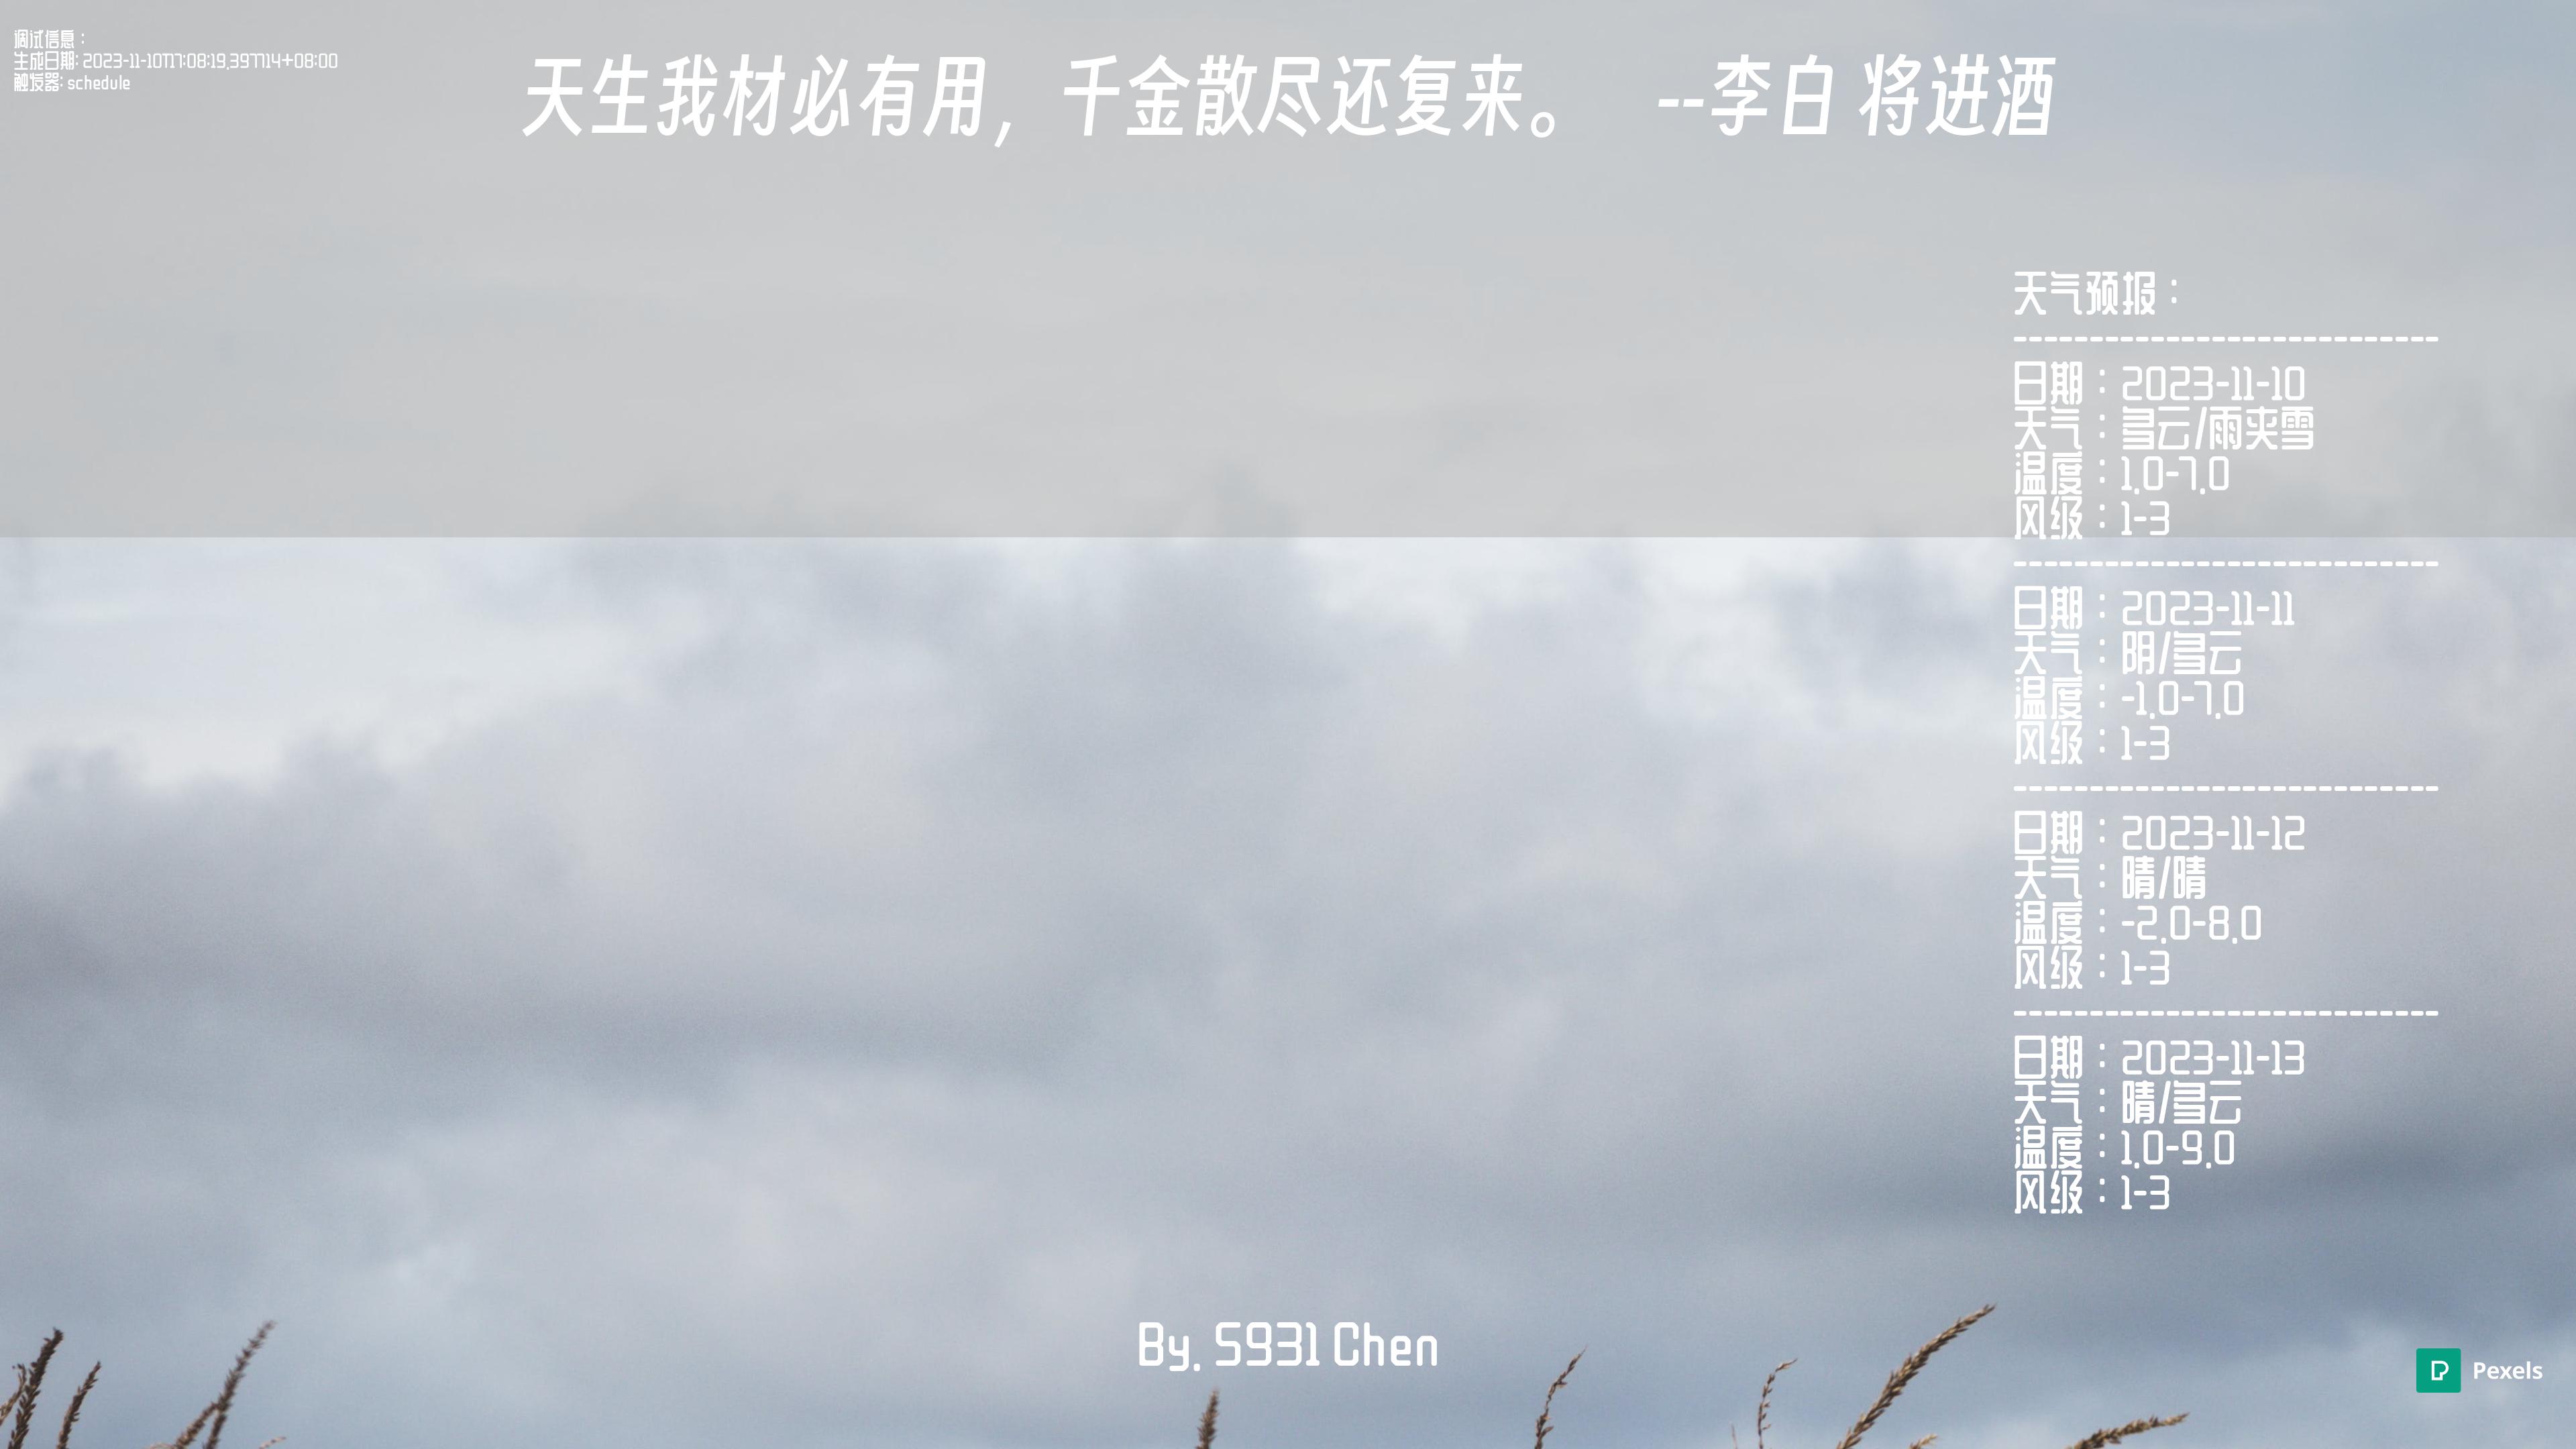 调试信息：
生成日期: 2023-11-10T17:08:19.397714+08:00
触发器: schedule
天生我材必有用，千金散尽还复来。 --李白 将进酒
天气预报：
----------------------------
日期：2023-11-10
天气：多云/雨夹雪
温度：1.0-7.0
风级：1-3
----------------------------
日期：2023-11-11
天气：阴/多云
温度：-1.0-7.0
风级：1-3
----------------------------
日期：2023-11-12
天气：晴/晴
温度：-2.0-8.0
风级：1-3
----------------------------
日期：2023-11-13
天气：晴/多云
温度：1.0-9.0
风级：1-3
By. S931 Chen
Pexels